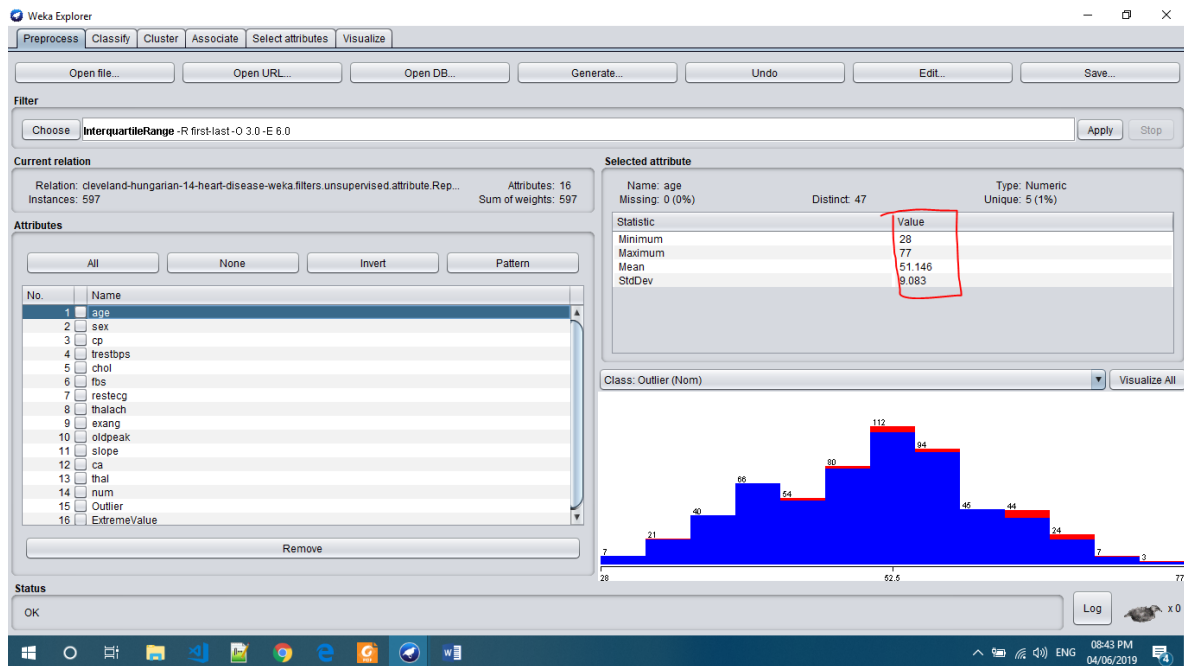 Weka Explorer
Preprocess Classify Cluster Associate Select attributes Visualize
Open file... Open URL... Open DB... Generate... Undo Edit... Save...
Filter
Choose InterquartileRange -R first-last -O 3.0 -E 6.0 Apply Stop
Current relation
Relation: cleveland-hungarian-14-heart-disease-weka.filters.unsupervised.attribute.Rep... Attributes: 16
Instances: 597 Sum of weights: 597
Attributes
All None Invert Pattern
No. Name
1 age
2 sex
3 cp
4 trestbps
5 chol
6 fbs
7 restecg
8 thalach
9 exang
10 oldpeak
11 slope
12 ca
13 thal
14 num
15 Outlier
16 ExtremeValue
Remove
Selected attribute
Name: age Type: Numeric
Missing: 0 (0%) Distinct: 47 Unique: 5 (1%)
Statistic Value
Minimum 28
Maximum 77
Mean 51.146
StdDev 9.083
Class: Outlier (Nom) Visualize All
7 21 40 66 54 80 112 94 45 44 24 7 3
28 52.5 77
Status
OK
Log x 0
ENG 08:43 PM
04/06/2019 4